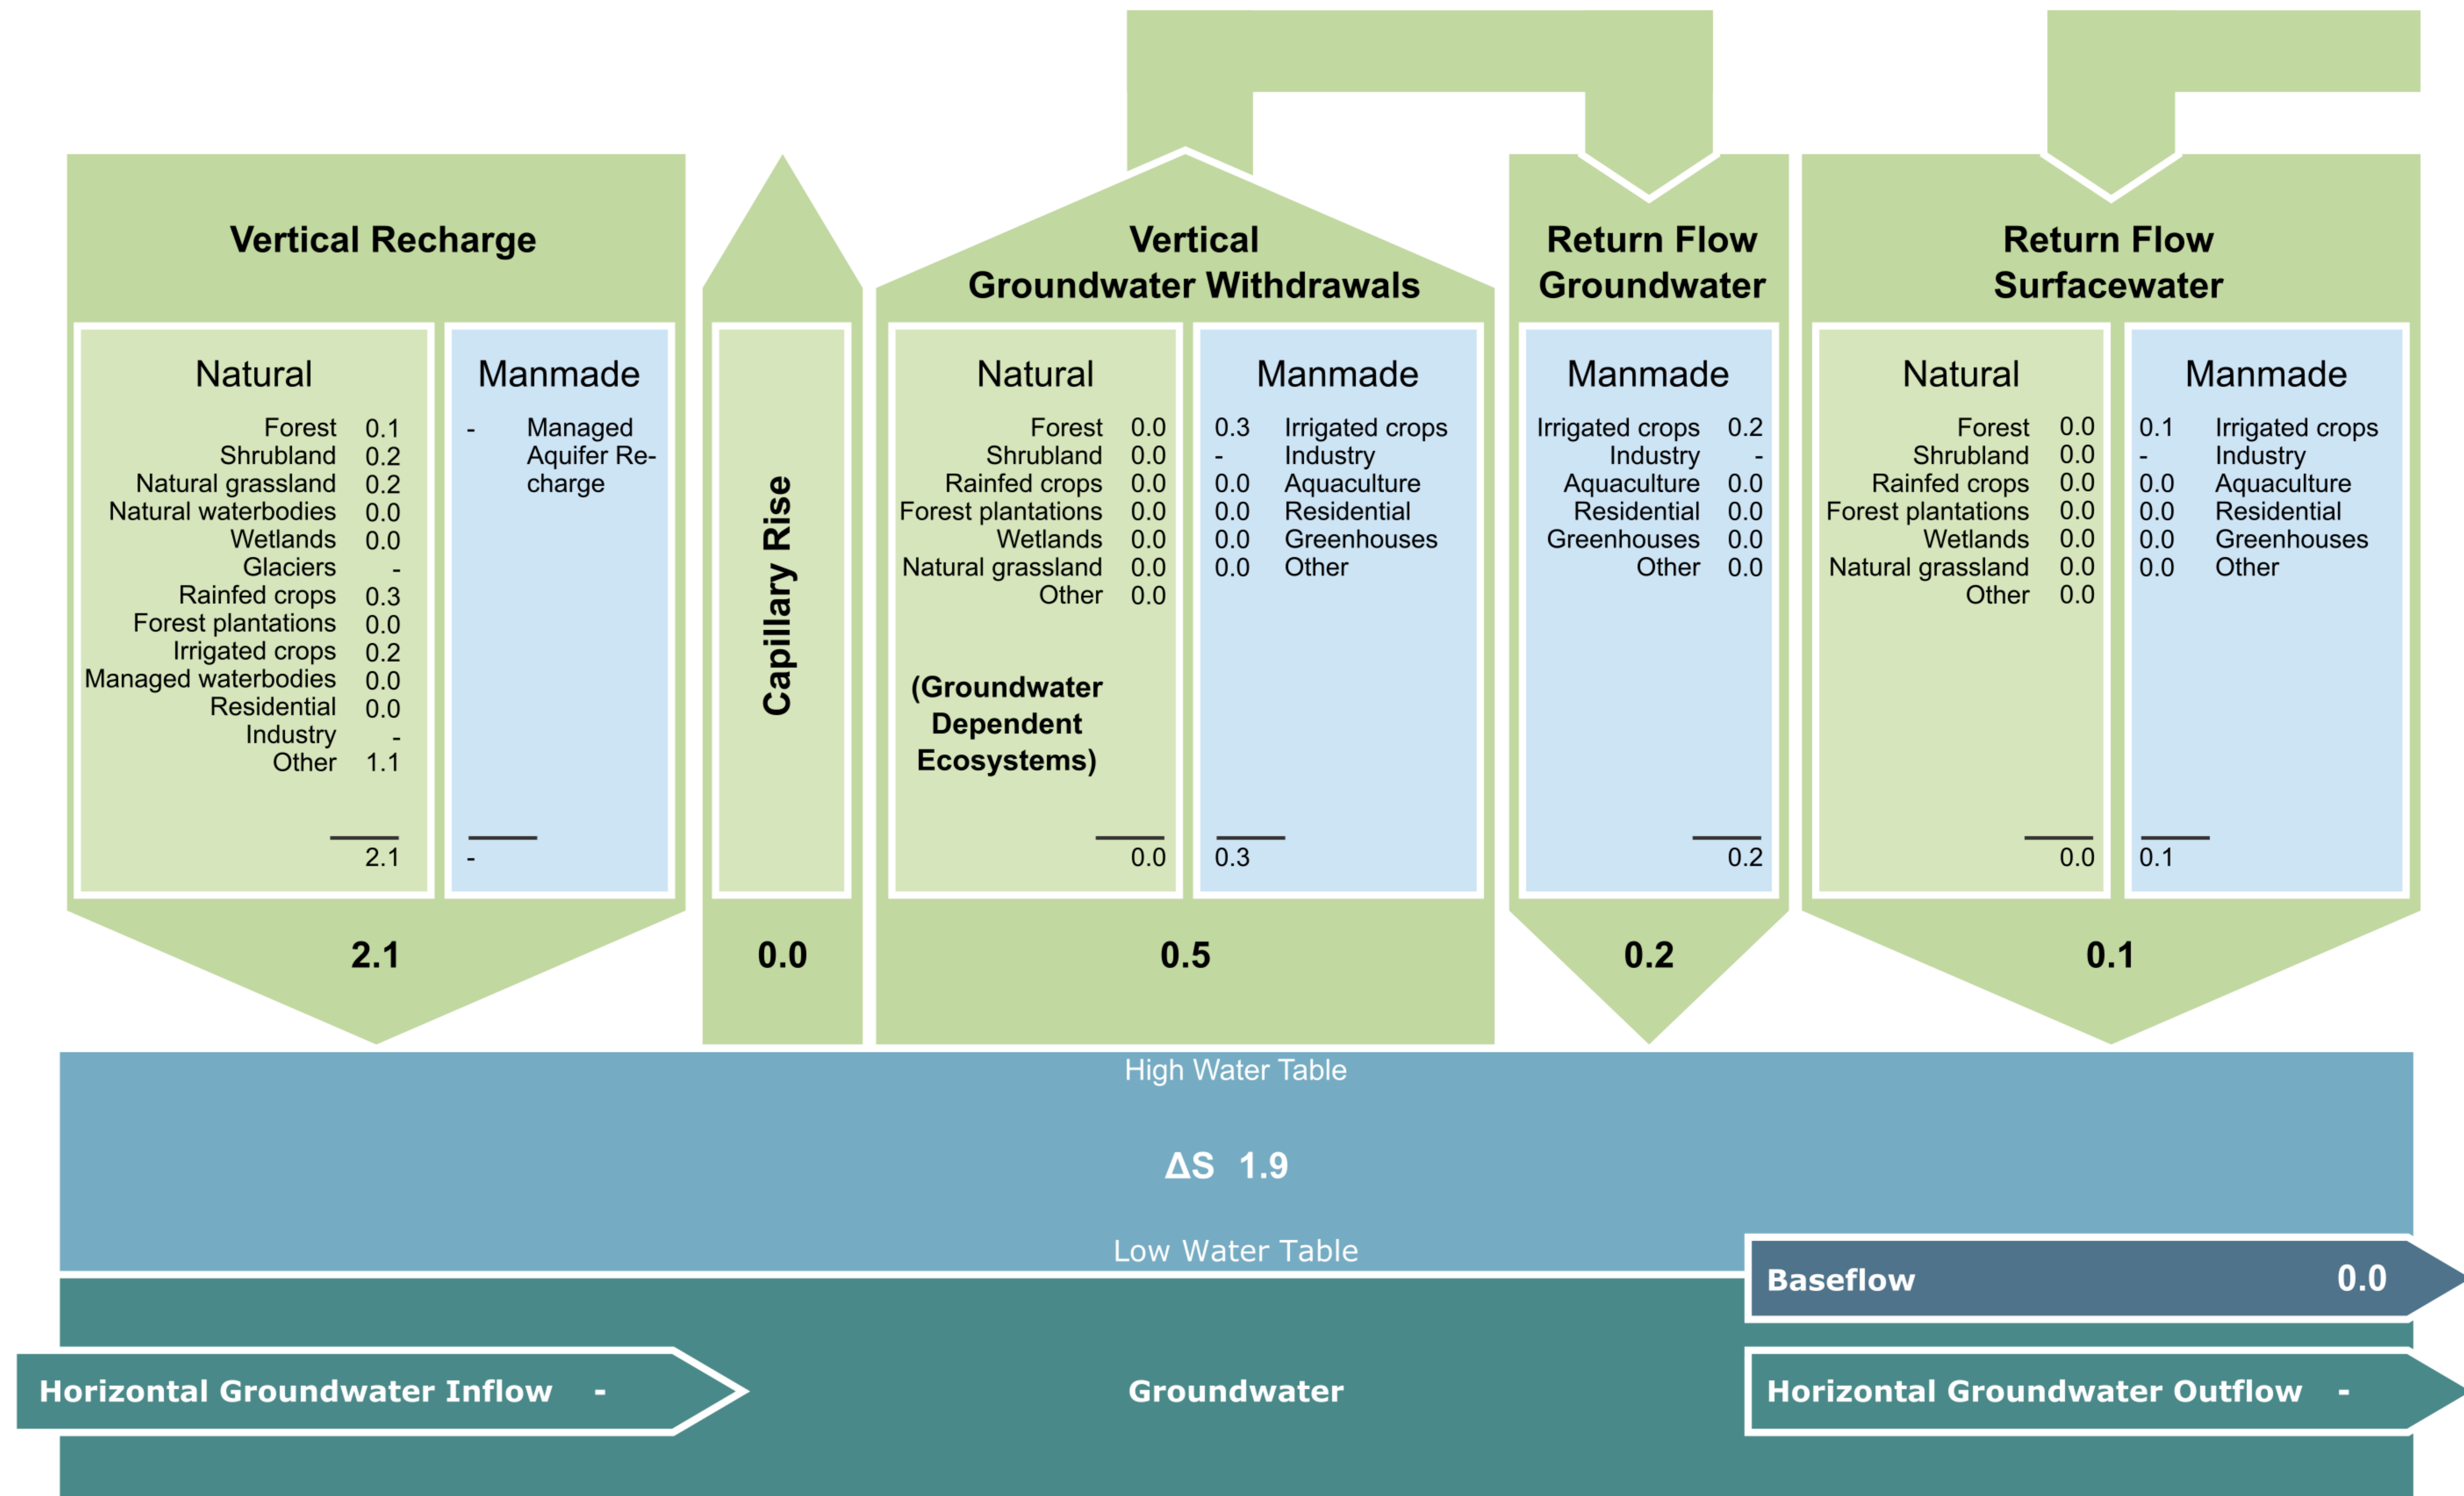 Vertical Recharge
Natural
Forest 0.1
Shrubland 0.2
Natural grassland 0.2
Natural waterbodies 0.0
Wetlands 0.0
Glaciers -
Rainfed crops 0.3
Forest plantations 0.0
Irrigated crops 0.2
Managed waterbodies 0.0
Residential 0.0
Industry -
Other 1.1
2.1
Manmade
- Managed
Aquifer Re-
charge
-
2.1
Capillary Rise
0.0
Vertical
Groundwater Withdrawals
Natural
Forest 0.0
Shrubland 0.0
Rainfed crops 0.0
Forest plantations 0.0
Wetlands 0.0
Natural grassland 0.0
Other 0.0
(Groundwater
Dependent
Ecosystems)
0.0
Manmade
0.3 Irrigated crops
- Industry
0.0 Aquaculture
0.0 Residential
0.0 Greenhouses
0.0 Other
0.3
0.5
Return Flow
Groundwater
Manmade
Irrigated crops 0.2
Industry -
Aquaculture 0.0
Residential 0.0
Greenhouses 0.0
Other 0.0
0.2
0.2
Return Flow
Surfacewater
Natural
Forest 0.0
Shrubland 0.0
Rainfed crops 0.0
Forest plantations 0.0
Wetlands 0.0
Natural grassland 0.0
Other 0.0
0.0
Manmade
0.1 Irrigated crops
- Industry
0.0 Aquaculture
0.0 Residential
0.0 Greenhouses
0.0 Other
0.1
0.1
High Water Table
ΔS 1.9
Low Water Table
Baseflow 0.0
Horizontal Groundwater Inflow -
Groundwater
Horizontal Groundwater Outflow -